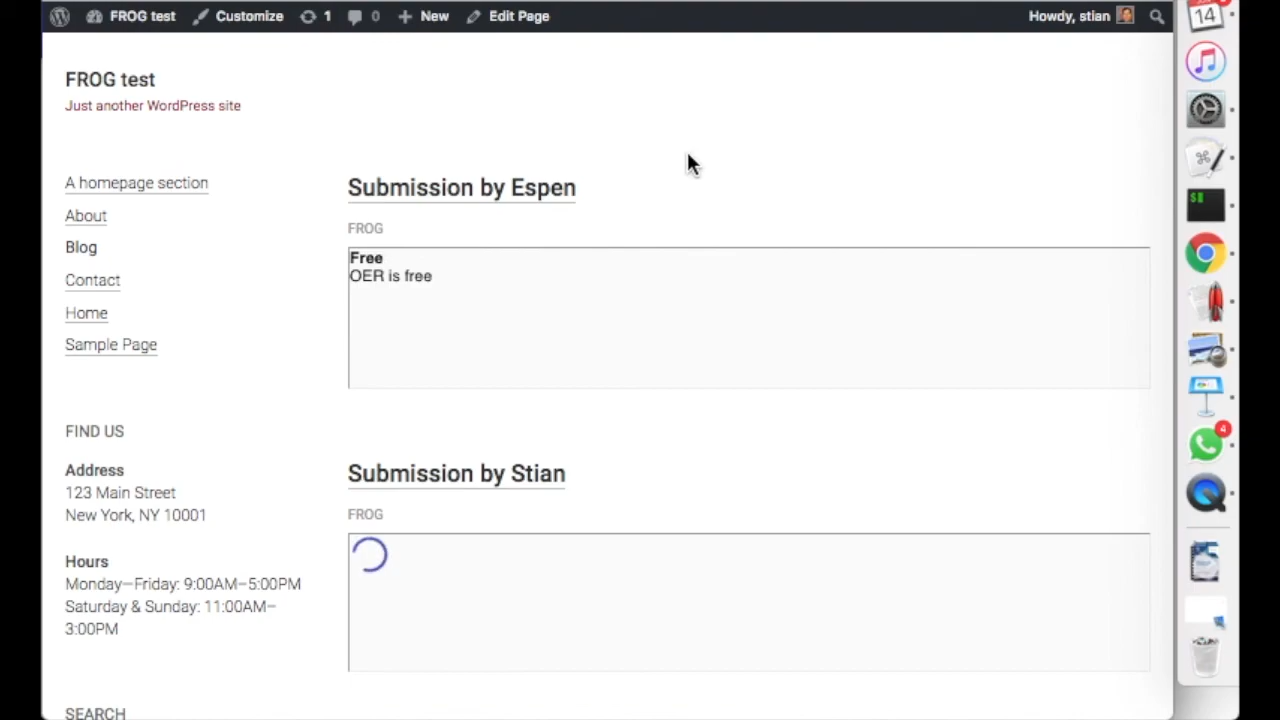 FROG test
Customize
1
0
New
Edit Page
Howdy, stian
14
FROG test
Just another WordPress site
A homepage section
About
Blog
Contact
Home
Sample Page
FIND US
Address
123 Main Street
New York, NY 10001
Hours
Monday—Friday: 9:00AM–5:00PM
Saturday & Sunday: 11:00AM–
3:00PM
SEARCH
Submission by Espen
FROG
Free
OER is free
Submission by Stian
FROG
4